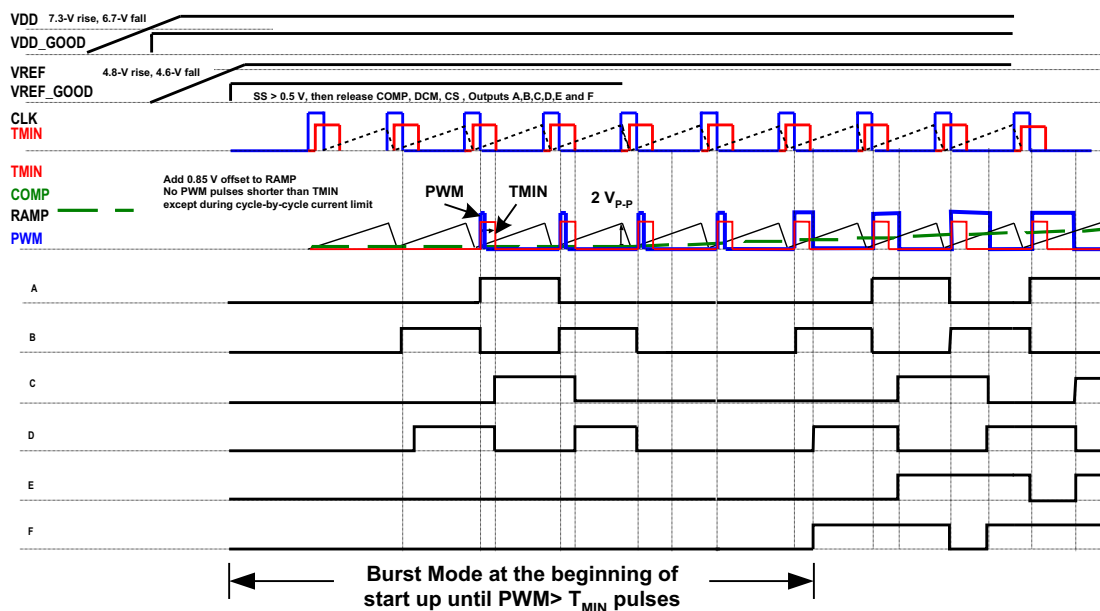 VDD 7.3-V rise, 6.7-V fall
VDD_GOOD
VREF 4.8-V rise, 4.6-V fall
VREF_GOOD SS > 0.5 V, then release COMP, DCM, CS , Outputs A,B,C,D,E and F
CLK
TMIN
TMIN
COMP
RAMP
PWM
Add 0.85 V offset to RAMP
No PWM pulses shorter than TMIN
except during cycle-by-cycle current limit
PWM TMIN 2 VP-P
A
B
C
D
E
F
Burst Mode at the beginning of
start up until PWM> TMIN pulses